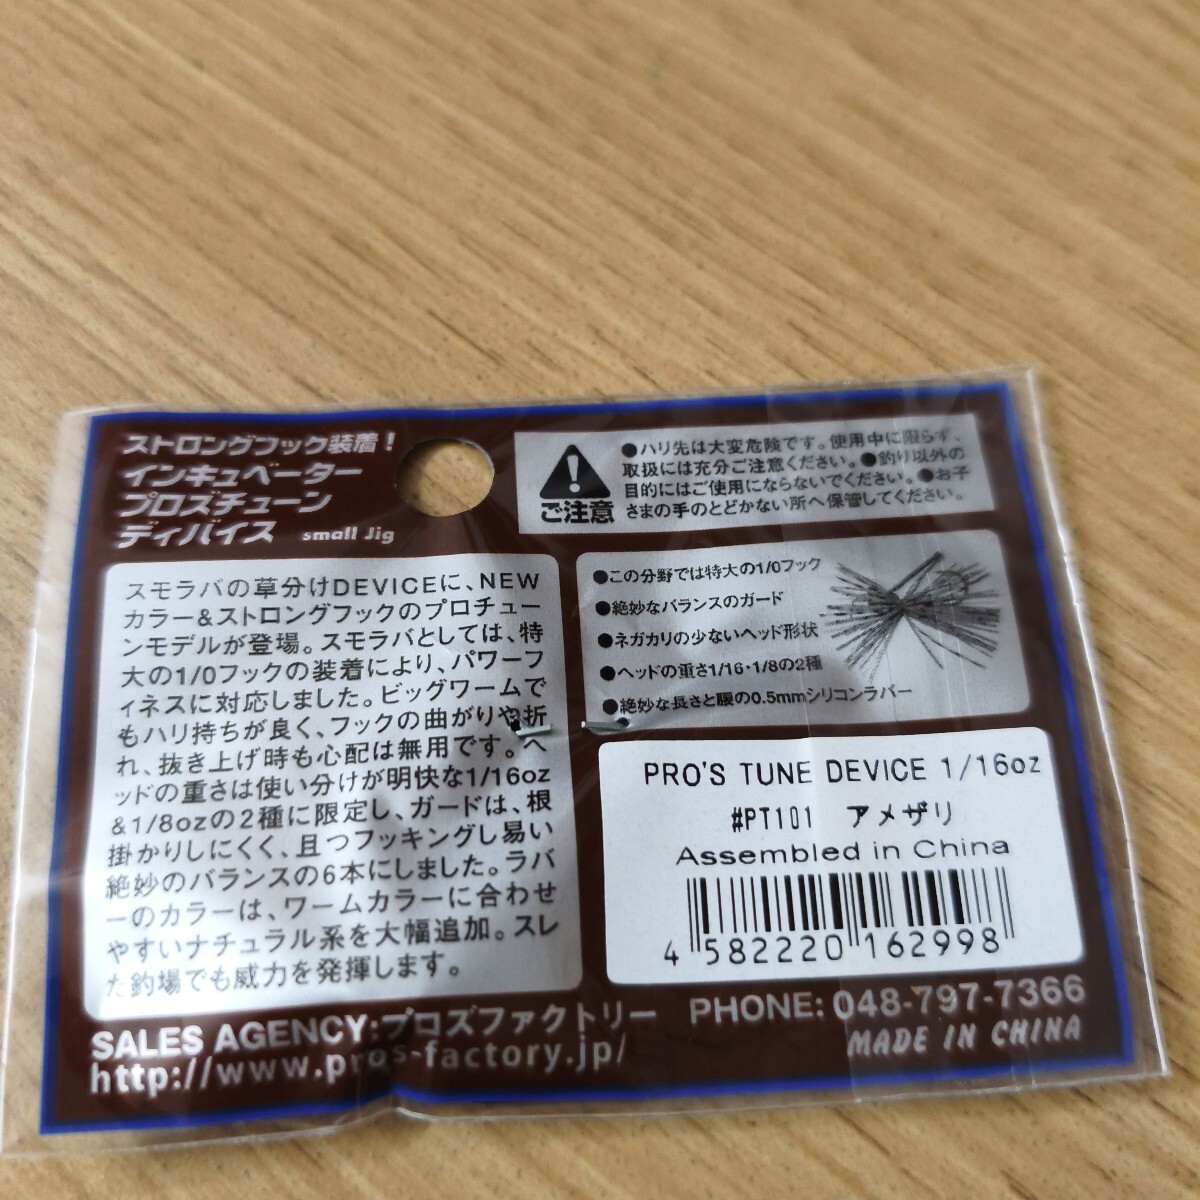 ストロングフック装着！
インキュベーター
プロズチューン
ディバイス small Jig
ご注意
●ハリ先は大変危険です。使用中に限らず、
取扱には充分ご注意ください。●釣り以外の
目的にはご使用にならないでください。●お子
さまの手のとどかない所へ保管してください。
スモラバの草分けDEVICEに、NEW
カラー&ストロングフックのプロチュー
ンモデルが登場。スモラバとしては、特
大の1/0フックの装着により、パワーフ
ィネスに対応しました。ビッグワームで
もハリ持ちが良く、フックの曲がりや折
れ、抜き上げ時も心配は無用です。ヘ
ッドの重さは使い分けが明快な1/16oz
&1/8ozの2種に限定し、ガードは、根
掛かりしにくく、且つフッキングし易い
絶妙のバランスの6本にしました。ラバ
ーのカラーは、ワームカラーに合わせ
やすいナチュラル系を大幅追加。スレ
た釣場でも威力を発揮します。
●この分野では特大の1/0フック
●絶妙なバランスのガード
●ネガカリの少ないヘッド形状
●ヘッドの重さ1/16・1/8の2種
●絶妙な長さと腰の0.5mmシリコンラバー
PRO'S TUNE DEVICE 1/16oz
#PT101 アメザリ
Assembled in China
4 582220 162998
SALES AGENCY:プロズファクトリー
http://www.pros-factory.jp/
PHONE: 048-797-7366
MADE IN CHINA